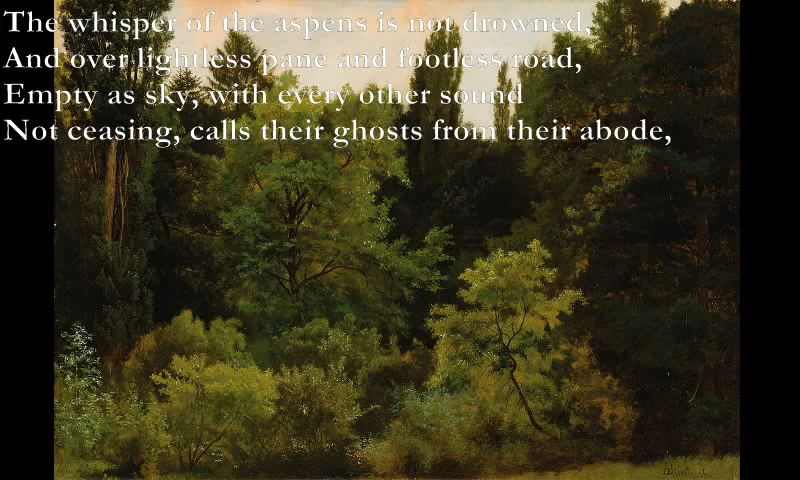 The whisper of the aspens is not drowned,
And over lightless pane and footless road,
Empty as sky, with every other sound
Not ceasing, calls their ghosts from their abode,